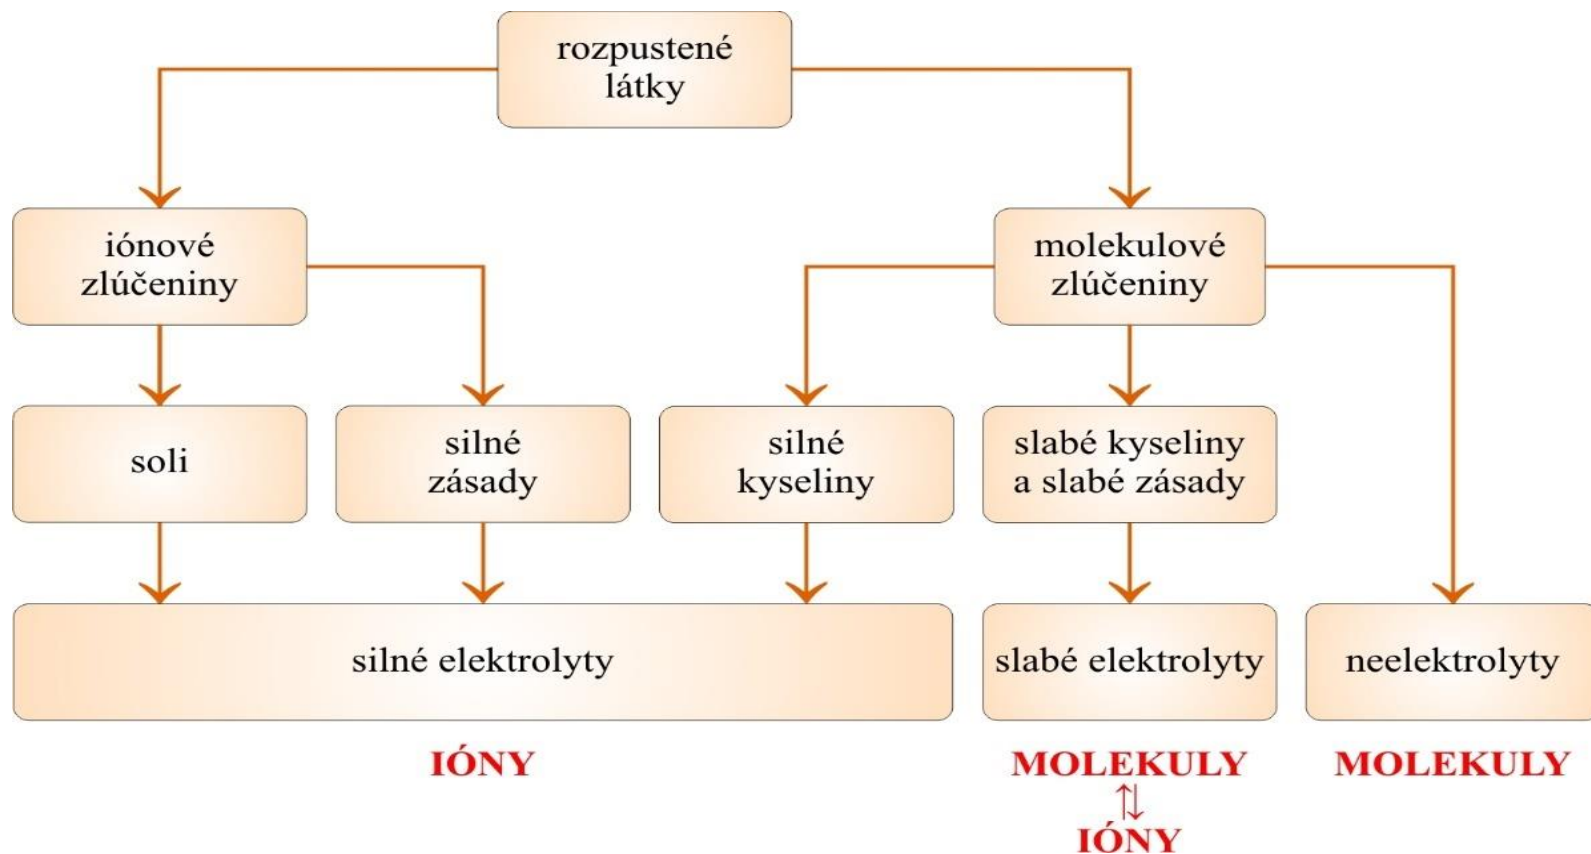 rozpustené
látky
iónové
zlúčeniny
molekulové
zlúčeniny
soli
silné
zásady
silné
kyseliny
slabé kyseliny
a slabé zásady
silné elektrolyty
slabé elektrolyty
neelektrolyty
IÓNY
MOLEKULY
⇅
IÓNY
MOLEKULY